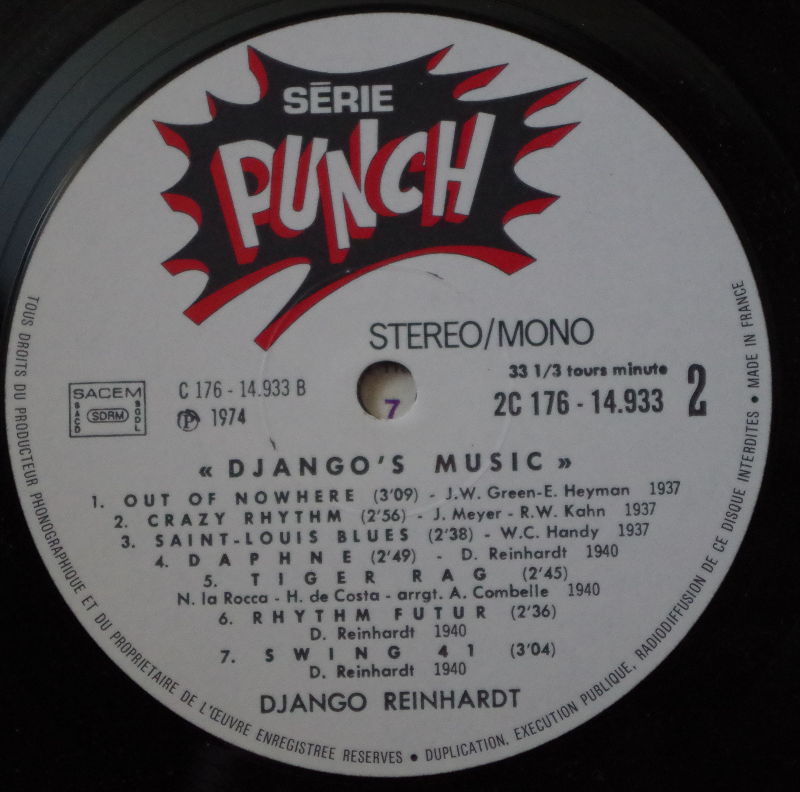 SÉRIE
PUNCH
STEREO/MONO
33 1/3 tours minute
2C 176 - 14.933
2
C 176 - 14.933 B
Ⓟ 1974
SACEM
SACD
SDRM
SGDL
7
« DJANGO'S MUSIC »
1. OUT OF NOWHERE (3'09) - J.W. Green-E. Heyman 1937
2. CRAZY RHYTHM (2'56) - J. Meyer - R.W. Kahn 1937
3. SAINT-LOUIS BLUES (2'38) - W.C. Handy 1937
4. DAPHNE (2'49) - D. Reinhardt 1940
5. TIGER RAG (2'45)
N. la Rocca - H. de Costa - arrgt. A. Combelle 1940
6. RHYTHM FUTUR (2'36)
D. Reinhardt 1940
7. SWING 41 (3'04)
D. Reinhardt 1940
DJANGO REINHARDT
TOUS DROITS DU PRODUCTEUR PHONOGRAPHIQUE ET DU PROPRIETAIRE DE L'ŒUVRE ENREGISTREE RESERVES • DUPLICATION, EXECUTION PUBLIQUE, RADIODIFFUSION DE CE DISQUE INTERDITES • MADE IN FRANCE